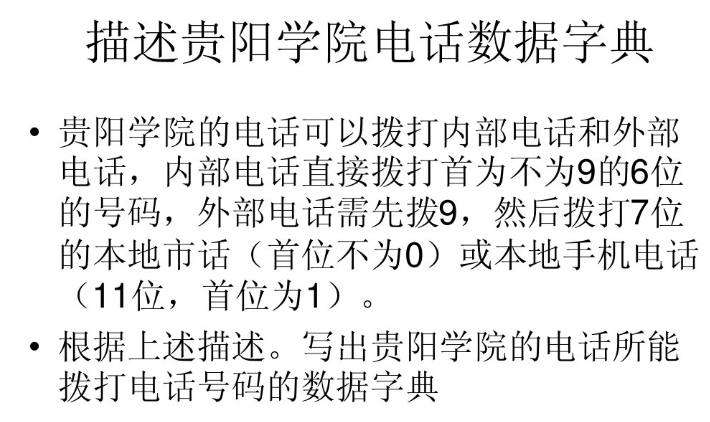 描述贵阳学院电话数据字典
• 贵阳学院的电话可以拨打内部电话和外部
电话，内部电话直接拨打首为不为9的6位
的号码，外部电话需先拨9，然后拨打7位
的本地市话（首位不为0）或本地手机电话
（11位，首位为1）。
• 根据上述描述。写出贵阳学院的电话所能
拨打电话号码的数据字典